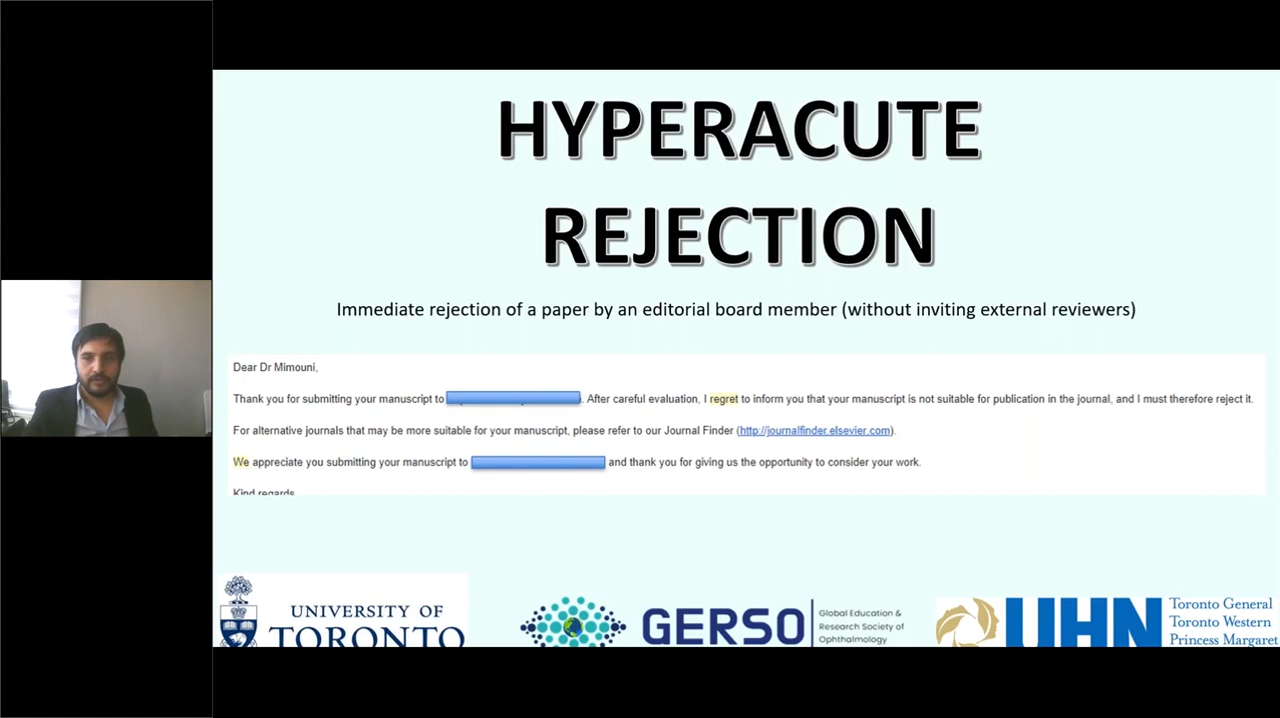 HYPERACUTE
REJECTION
Immediate rejection of a paper by an editorial board member (without inviting external reviewers)
Dear Dr Mimouni,
Thank you for submitting your manuscript to . After careful evaluation, I regret to inform you that your manuscript is not suitable for publication in the journal, and I must therefore reject it.
For alternative journals that may be more suitable for your manuscript, please refer to our Journal Finder (http://journalfinder.elsevier.com).
We appreciate you submitting your manuscript to and thank you for giving us the opportunity to consider your work.
Kind regards
UNIVERSITY OF
TORONTO
GERSO
Global Education &
Research Society of
Ophthalmology
UHN
Toronto General
Toronto Western
Princess Margaret